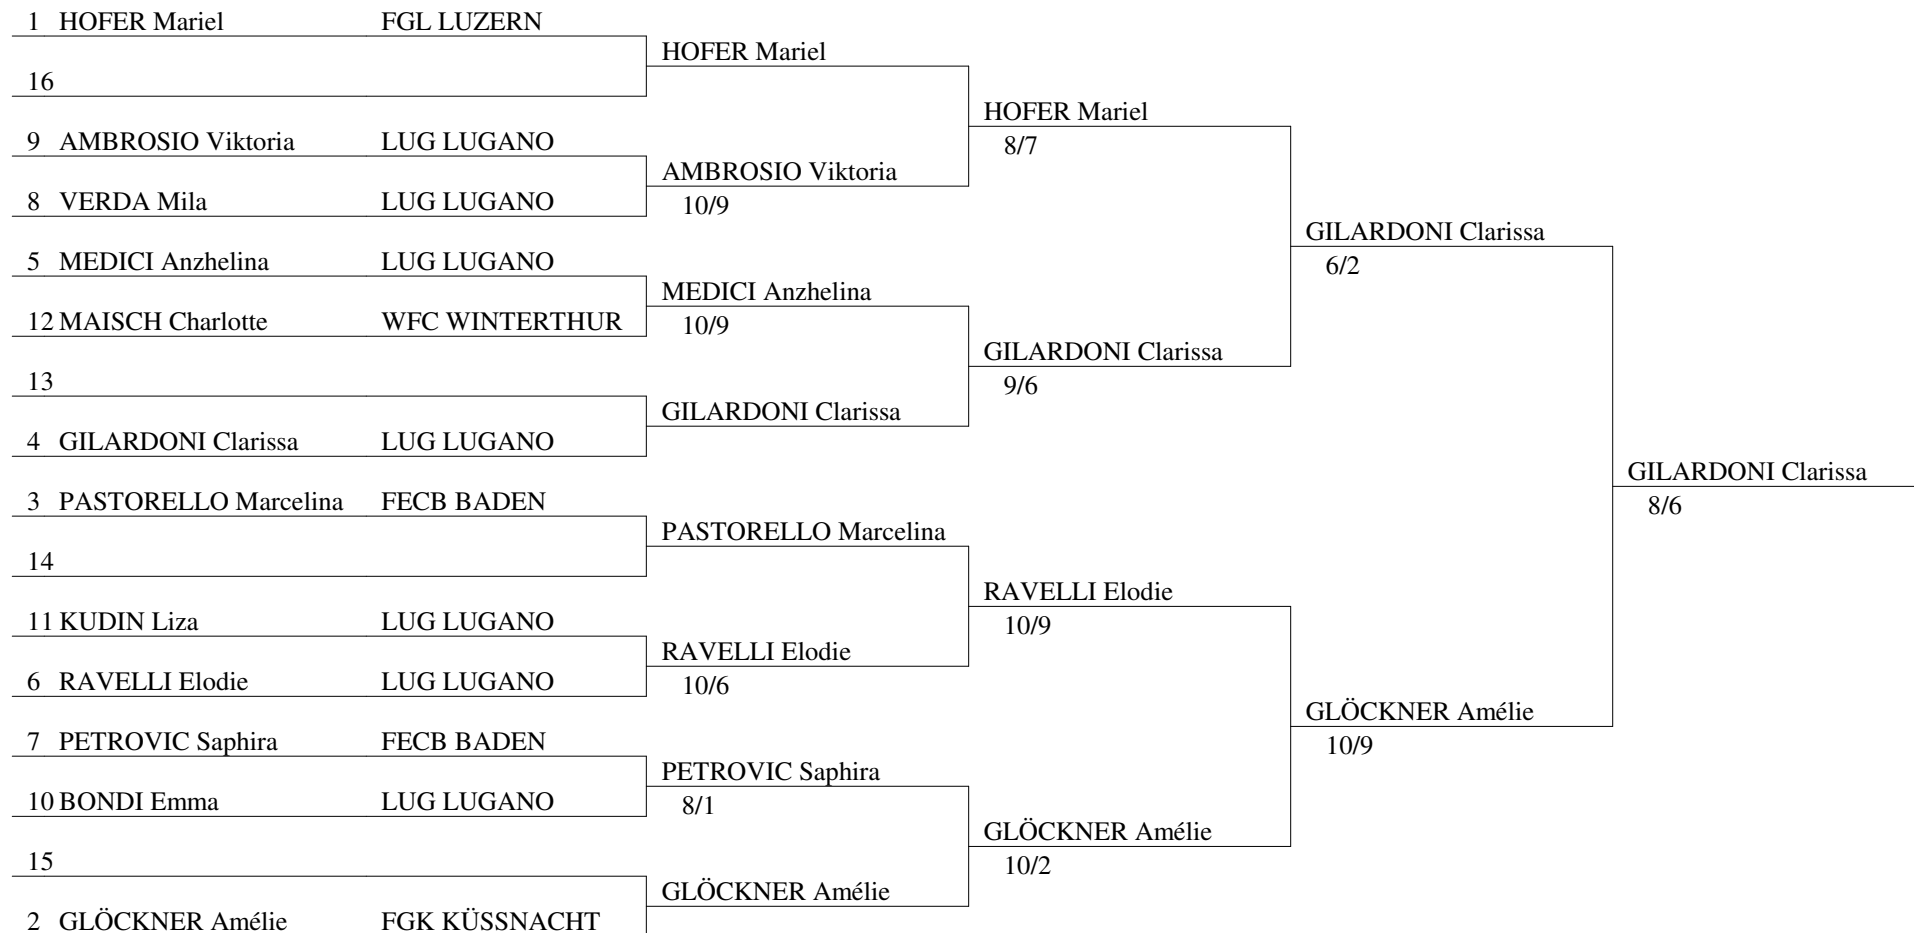 1 HOFER Mariel FGL LUZERN
16
9 AMBROSIO Viktoria LUG LUGANO
8 VERDA Mila LUG LUGANO
5 MEDICI Anzhelina LUG LUGANO
12 MAISCH Charlotte WFC WINTERTHUR
13
4 GILARDONI Clarissa LUG LUGANO
3 PASTORELLO Marcelina FECB BADEN
14
11 KUDIN Liza LUG LUGANO
6 RAVELLI Elodie LUG LUGANO
7 PETROVIC Saphira FECB BADEN
10 BONDI Emma LUG LUGANO
15
2 GLÖCKNER Amélie FGK KÜSSNACHT
HOFER Mariel
AMBROSIO Viktoria
10/9
MEDICI Anzhelina
10/9
GILARDONI Clarissa
PASTORELLO Marcelina
RAVELLI Elodie
10/6
PETROVIC Saphira
8/1
GLÖCKNER Amélie
HOFER Mariel
8/7
GILARDONI Clarissa
9/6
RAVELLI Elodie
10/9
GLÖCKNER Amélie
10/2
GILARDONI Clarissa
6/2
GLÖCKNER Amélie
10/9
GILARDONI Clarissa
8/6